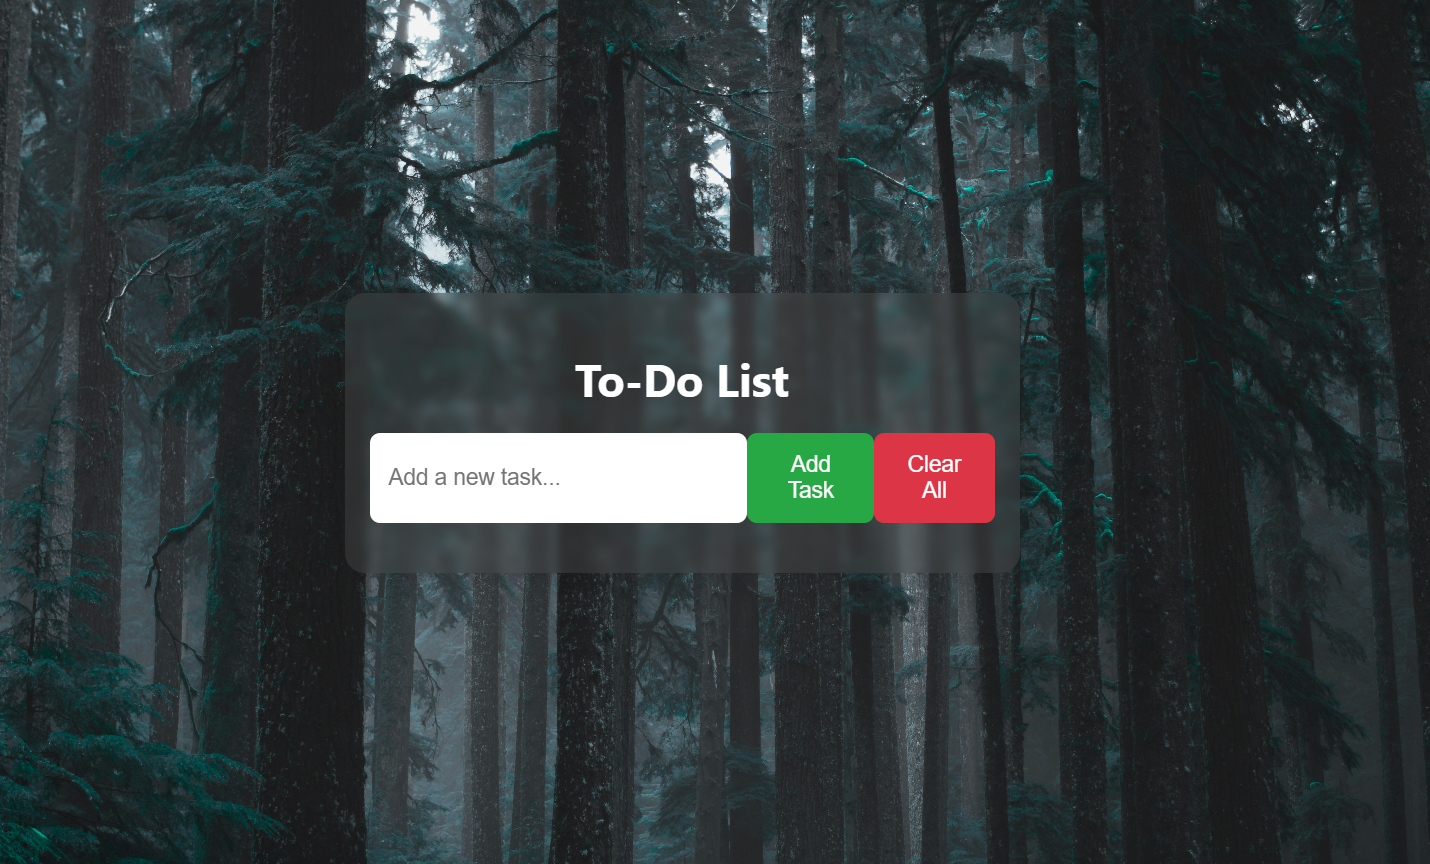 To-Do List
Add a new task...
Add
Task
Clear
All